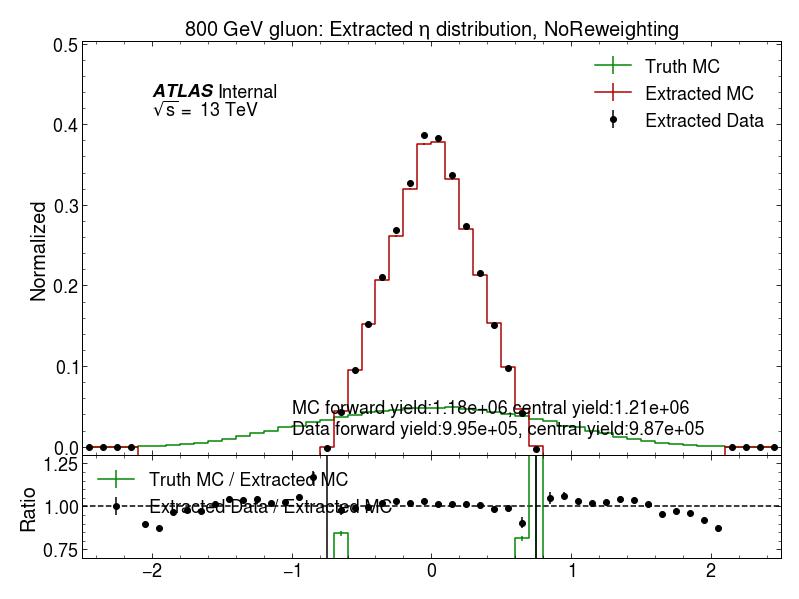 800 GeV gluon: Extracted η distribution, NoReweighting
0.5
ATLAS Internal
√s = 13 TeV
Truth MC
Extracted MC
Extracted Data
0.4
0.3
0.2
0.1
0.0
Normalized
MC forward yield:1.18e+06 central yield:1.21e+06
Data forward yield:9.95e+05, central yield:9.87e+05
1.25
1.00
0.75
Ratio
Truth MC / Extracted MC
Extracted Data / Extracted MC
−2 −1 0 1 2